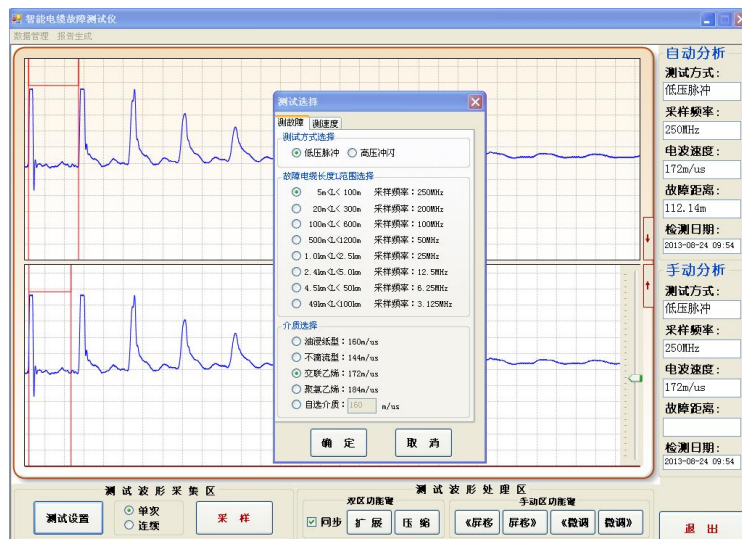 智能电缆故障测试仪
数据管理 报告生成
自动分析
测试方式：
低压脉冲
采样频率：
250MHz
电波速度：
172m/us
故障距离：
112.14m
检测日期：
2013-08-24 09:54
手动分析
测试方式：
低压脉冲
采样频率：
250MHz
电波速度：
172m/us
故障距离：
检测日期：
2013-08-24 09:54
测试选择
测故障 测速度
测试方式选择
低压脉冲 高压冲闪
故障电缆长度L范围选择
5m<L< 100m 采样频率：250MHz
20m<L< 300m 采样频率：200MHz
100m<L< 600m 采样频率：100MHz
500m<L<1200m 采样频率：50MHz
1.0km<L<2.5km 采样频率：25MHz
2.4km<L<5.0km 采样频率：12.5MHz
4.5km<L< 50km 采样频率：6.25MHz
49km<L<100km 采样频率：3.125MHz
介质选择
油浸纸型：160m/us
不滴流型：144m/us
交联乙烯：172m/us
聚氯乙烯：184m/us
自选介质：160 m/us
确 定 取 消
测试波形采集区
测试设置
单次
连续
采 样
测试波形处理区
双区功能键
手动区功能键
同步 扩 展 压 缩
《屏移 屏移》 《微调 微调》
退 出